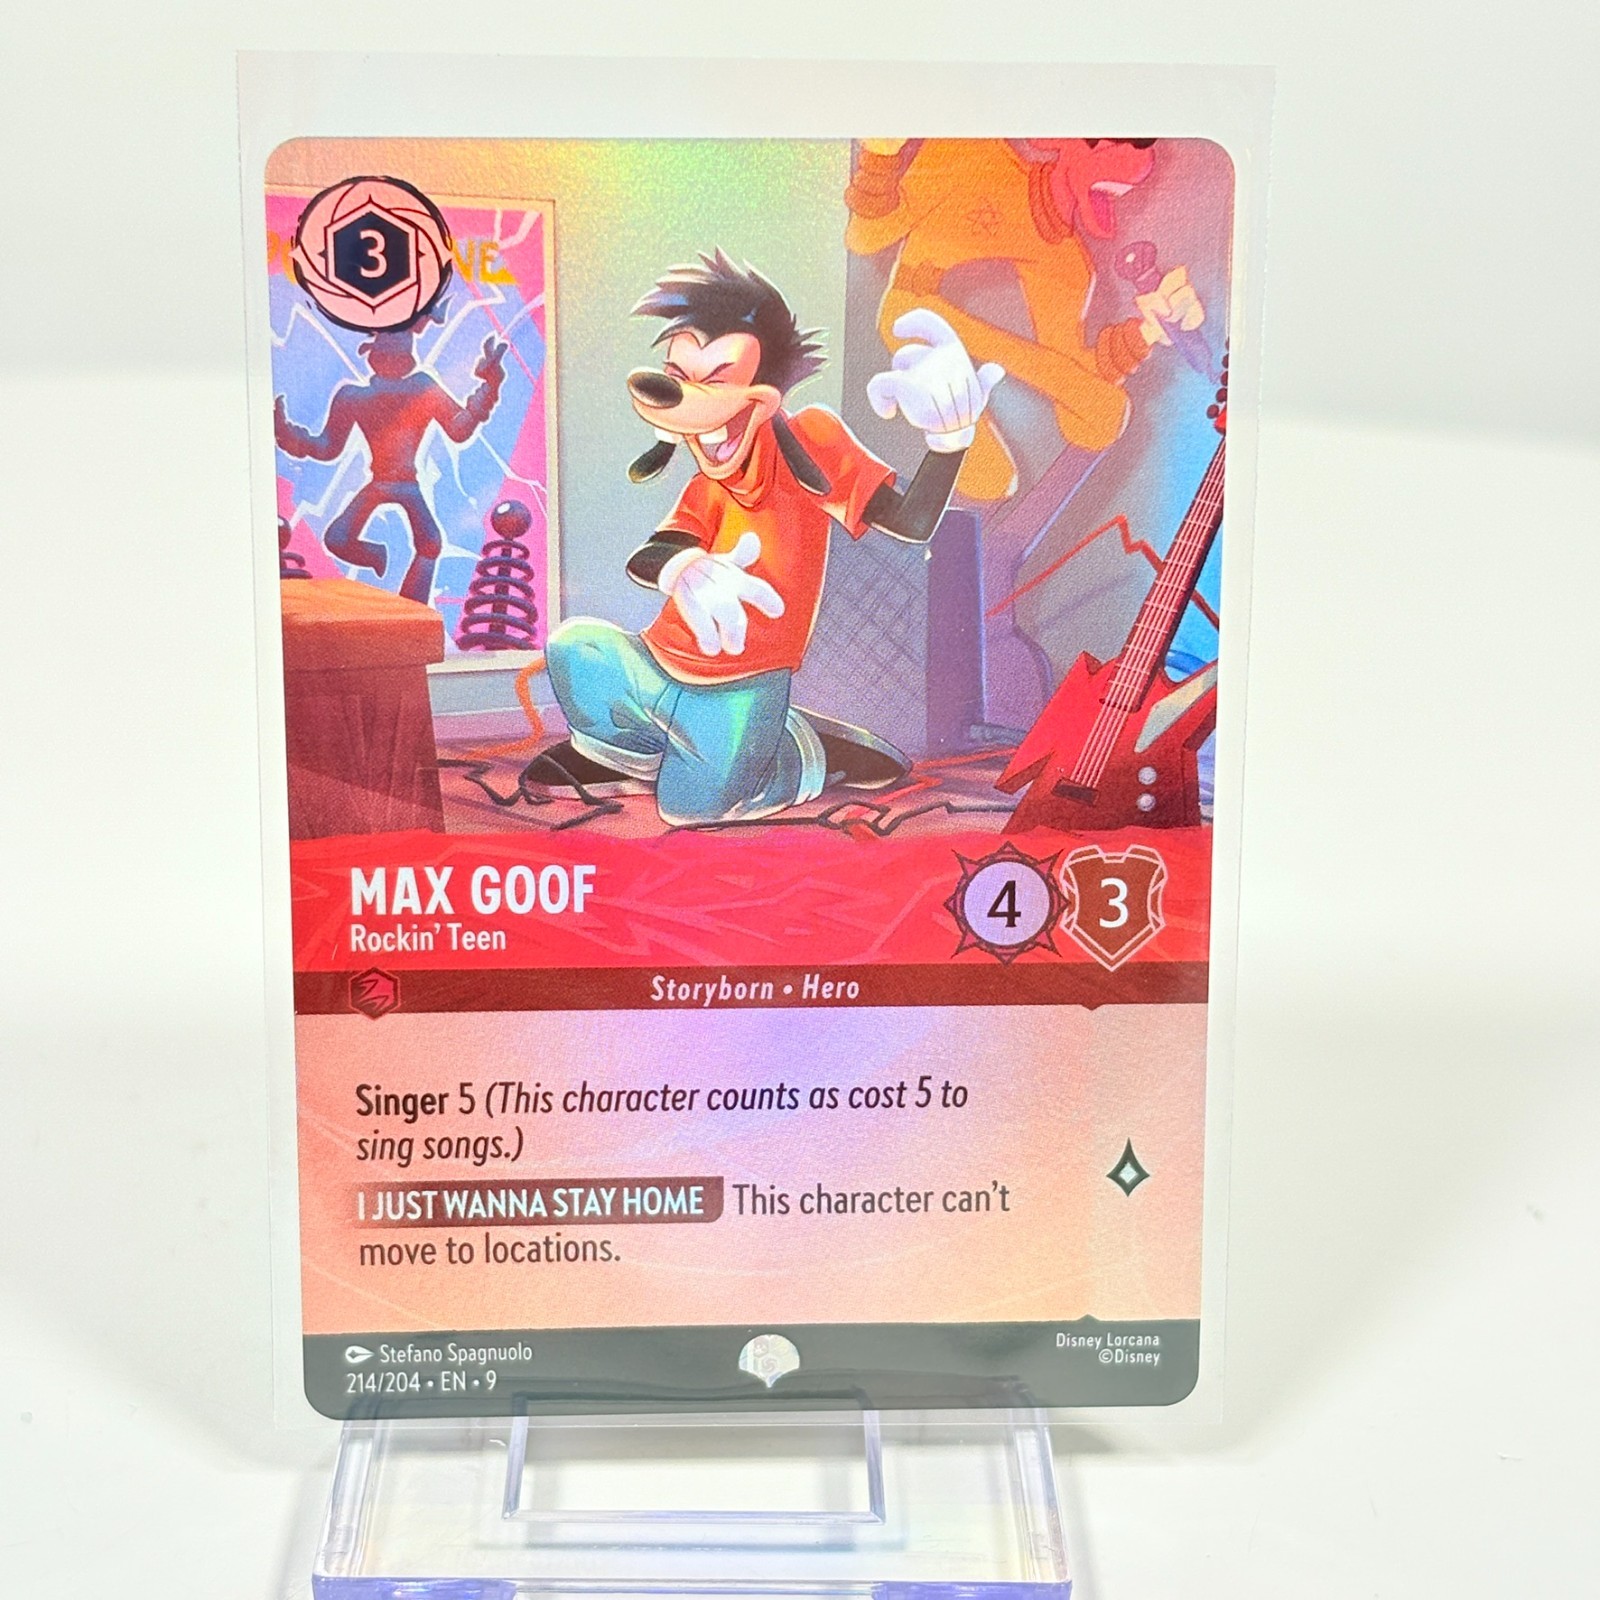 3
MAX GOOF
Rockin' Teen
4
3
Storyborn • Hero
Singer 5 (This character counts as cost 5 to
sing songs.)
I JUST WANNA STAY HOME This character can't
move to locations.
Stefano Spagnuolo
214/204 • EN • 9
Disney Lorcana
©Disney